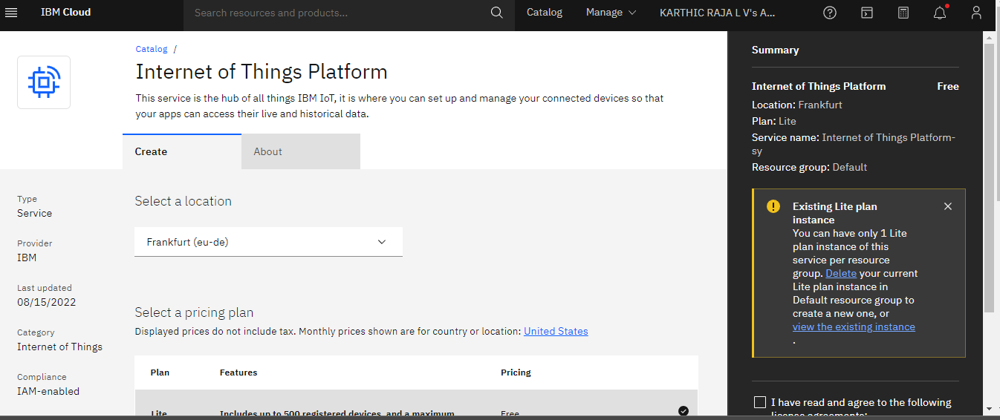 IBM Cloud
Search resources and products...
Catalog
Manage
KARTHIC RAJA L V's A...
Catalog /
Internet of Things Platform
This service is the hub of all things IBM IoT, it is where you can set up and manage your connected devices so that
your apps can access their live and historical data.
Create
About
Type
Service
Provider
IBM
Last updated
08/15/2022
Category
Internet of Things
Compliance
IAM-enabled
Select a location
Frankfurt (eu-de)
Select a pricing plan
Displayed prices do not include tax. Monthly prices shown are for country or location: United States
Plan Features Pricing
Lite Includes up to 500 registered devices, and a maximum Free
Summary
Internet of Things Platform Free
Location: Frankfurt
Plan: Lite
Service name: Internet of Things Platform-
sy
Resource group: Default
Existing Lite plan
instance
You can have only 1 Lite
plan instance of this
service per resource
group. Delete your current
Lite plan instance in
Default resource group to
create a new one, or
view the existing instance
.
I have read and agree to the following
license agreements: